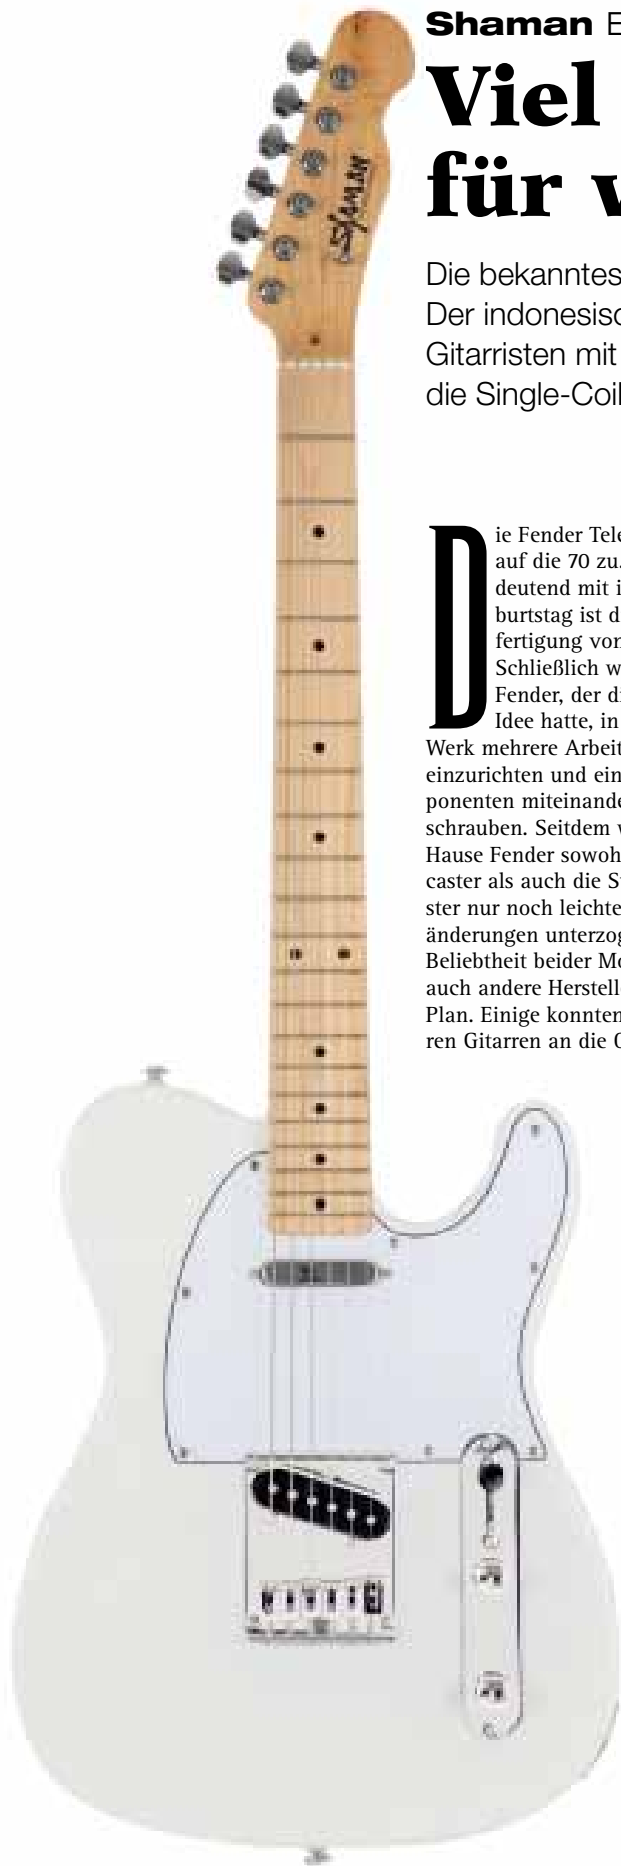 Shaman E
Viel
für v
Die bekanntes
Der indonesisc
Gitarristen mit
die Single-Coil
Die Fender Tele
auf die 70 zu.
deutend mit i
burtstag ist d
fertigung von
Schließlich w
Fender, der di
Idee hatte, in
Werk mehrere Arbeit
einzurichten und ein
ponenten miteinande
schrauben. Seitdem w
Hause Fender sowoh
caster als auch die S
ster nur noch leichte
änderungen unterzog
Beliebtheit beider Mo
auch andere Herstell
Plan. Einige konnten
ren Gitarren an die O
Shaman